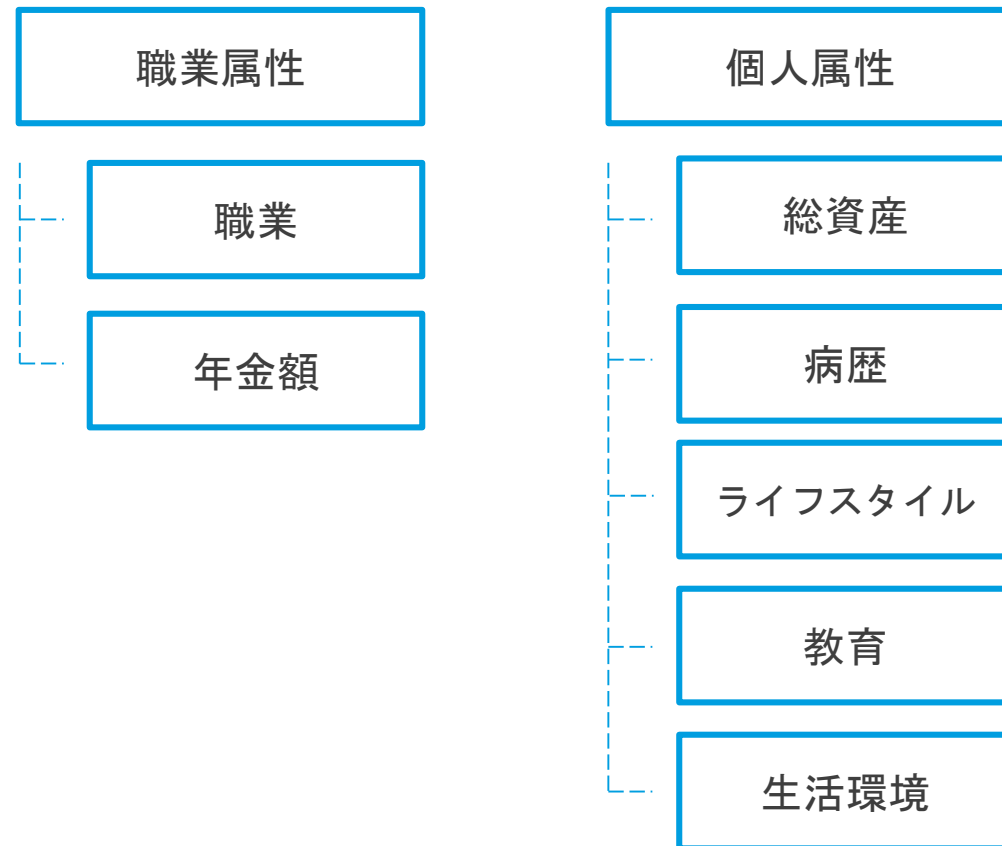 職業属性
職業
年金額
個人属性
総資産
病歴
ライフスタイル
教育
生活環境